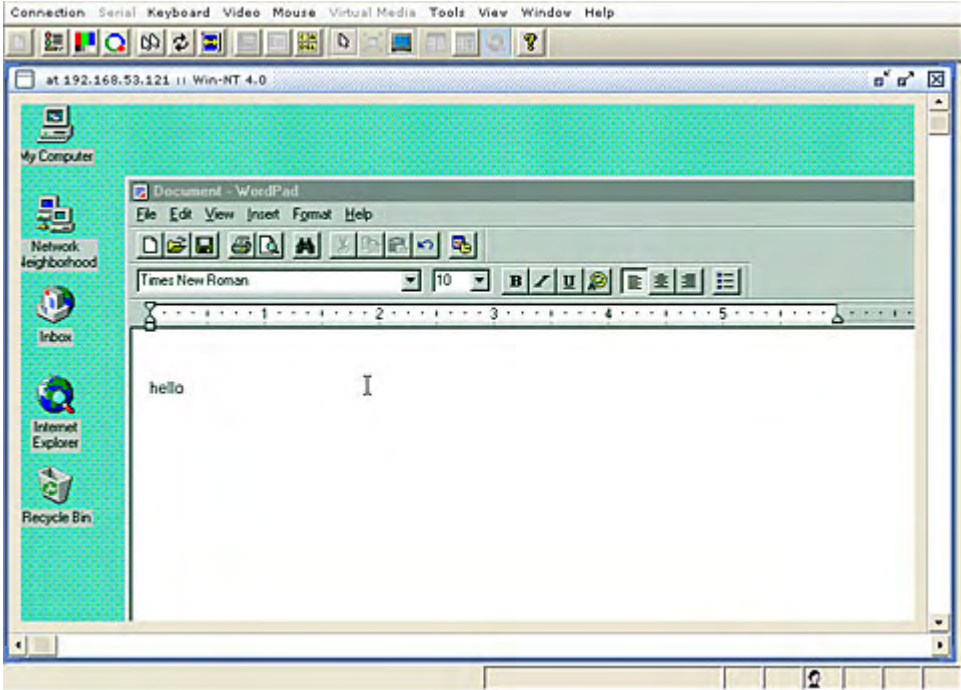 Connection Serial Keyboard Video Mouse Virtual Media Tools View Window Help
at 192.168.53.121 :: Win-NT 4.0
My Computer
Document - WordPad
File Edit View Insert Format Help
Network
Neighborhood
Times New Roman 10 B I U
1 2 3 4 5
Inbox
hello
Internet
Explorer
Recycle Bin